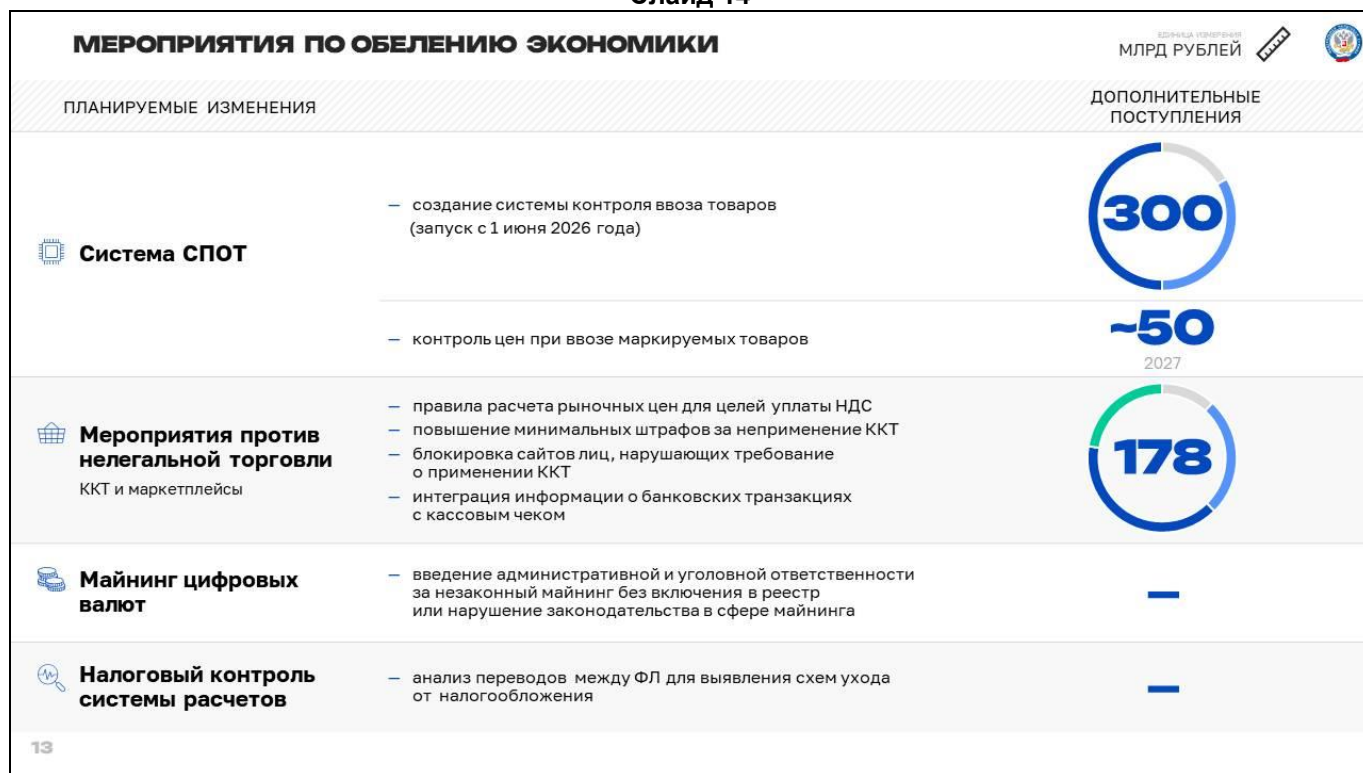 Слайд 14
МЕРОПРИЯТИЯ ПО ОБЕЛЕНИЮ ЭКОНОМИКИ
ЕДИНИЦА ИЗМЕРЕНИЯ
МЛРД РУБЛЕЙ
ПЛАНИРУЕМЫЕ ИЗМЕНЕНИЯ
ДОПОЛНИТЕЛЬНЫЕ
ПОСТУПЛЕНИЯ
Система СПОТ
– создание системы контроля ввоза товаров
(запуск с 1 июня 2026 года)
300
– контроль цен при ввозе маркируемых товаров
~50
2027
Мероприятия против
нелегальной торговли
ККТ и маркетплейсы
– правила расчета рыночных цен для целей уплаты НДС
– повышение минимальных штрафов за неприменение ККТ
– блокировка сайтов лиц, нарушающих требование
о применении ККТ
– интеграция информации о банковских транзакциях
с кассовым чеком
178
Майнинг цифровых
валют
– введение административной и уголовной ответственности
за незаконный майнинг без включения в реестр
или нарушение законодательства в сфере майнинга
–
Налоговый контроль
системы расчетов
– анализ переводов между ФЛ для выявления схем ухода
от налогообложения
–
13